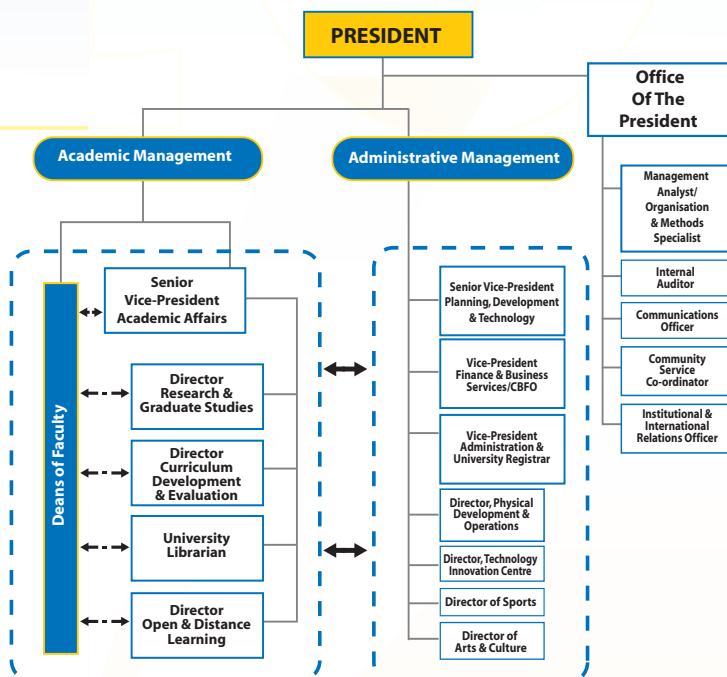 PRESIDENT
Office
Of The
President
Academic Management
Administrative Management
Management
Analyst/
Organisation
& Methods
Specialist
Internal
Auditor
Communications
Officer
Community
Service
Co-ordinator
Institutional &
International
Relations Officer
Deans of Faculty
Senior
Vice-President
Academic Affairs
Director
Research &
Graduate Studies
Director
Curriculum
Development
& Evaluation
University
Librarian
Director
Open & Distance
Learning
Senior Vice-President
Planning, Development
& Technology
Vice-President
Finance & Business
Services/CBFO
Vice-President
Administration &
University Registrar
Director, Physical
Development &
Operations
Director, Technology
Innovation Centre
Director of Sports
Director of
Arts & Culture